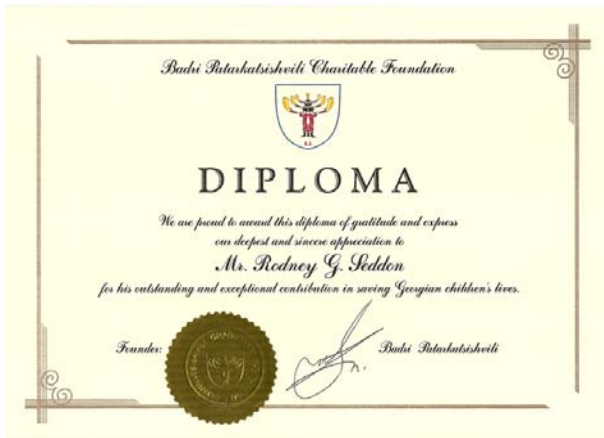 Badri Patarkatsishvili Charitable Foundation
DIPLOMA
We are proud to award this diploma of gratitude and express
our deepest and sincere appreciation to
Mr. Rodney G. Seddon
for his outstanding and exceptional contribution in saving Georgian children's lives.
Founder: Badri Patarkatsishvili